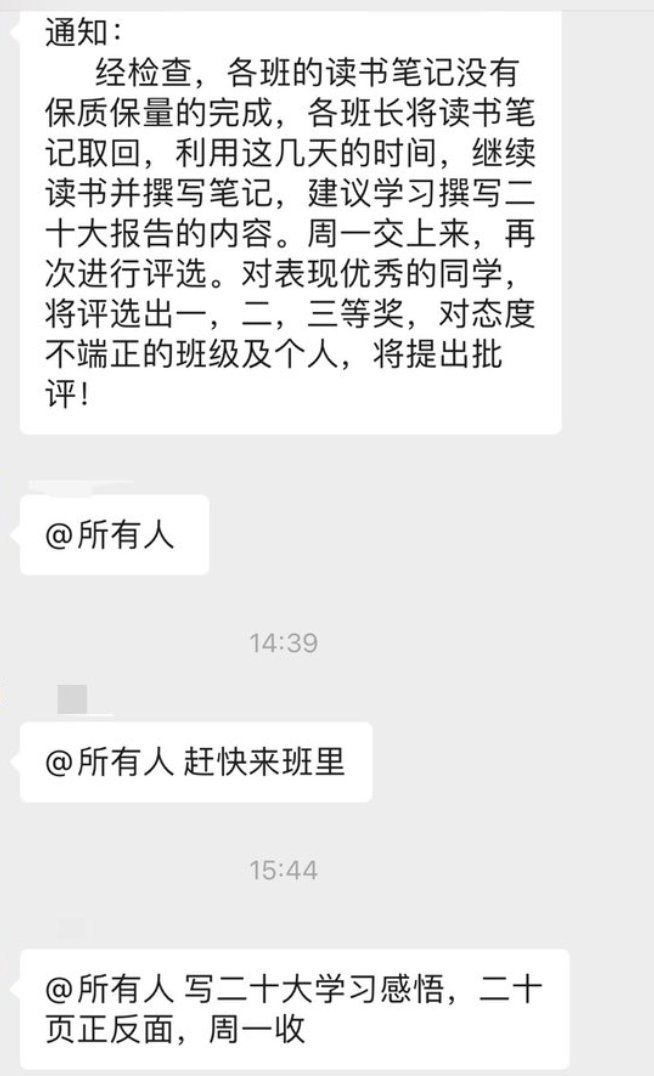 通知：
经检查，各班的读书笔记没有
保质保量的完成，各班长将读书笔
记取回，利用这几天的时间，继续
读书并撰写笔记，建议学习撰写二
十大报告的内容。周一交上来，再
次进行评选。对表现优秀的同学，
将评选出一，二，三等奖，对态度
不端正的班级及个人，将提出批
评！
@所有人
14:39
@所有人 赶快来班里
15:44
@所有人 写二十大学习感悟，二十
页正反面，周一收